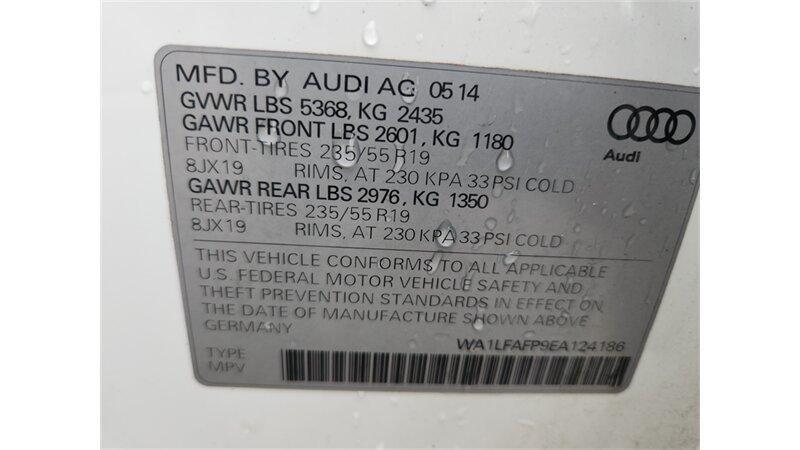 MFD. BY AUDI AG 05 14
GVWR LBS 5368, KG 2435
GAWR FRONT LBS 2601, KG 1180
FRONT-TIRES 235/55 R19
8JX19 RIMS, AT 230 KPA 33 PSI COLD
GAWR REAR LBS 2976, KG 1350
REAR-TIRES 235/55 R19
8JX19 RIMS, AT 230 KPA 33 PSI COLD
Audi
THIS VEHICLE CONFORMS TO ALL APPLICABLE
U.S. FEDERAL MOTOR VEHICLE SAFETY AND
THEFT PREVENTION STANDARDS IN EFFECT ON
THE DATE OF MANUFACTURE SHOWN ABOVE
GERMANY
WA1LFAFP9EA124186
TYPE
MPV